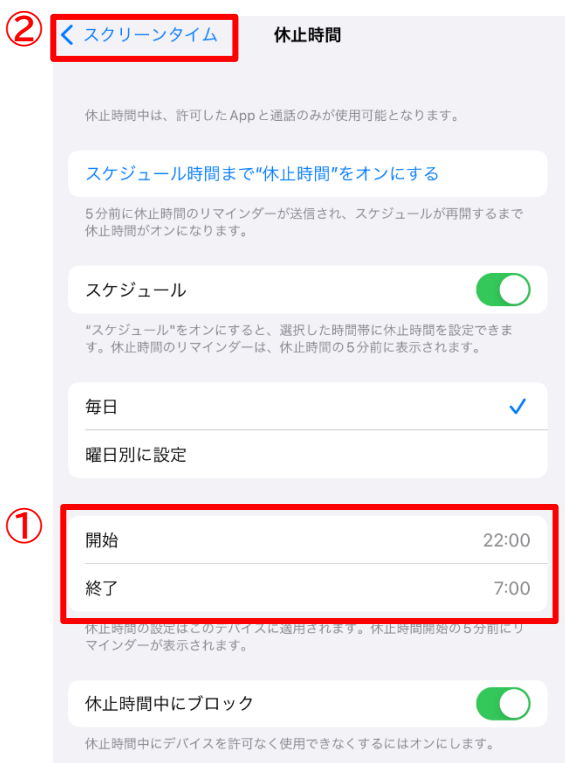 ②
スクリーンタイム 休止時間
休止時間中は、許可したAppと通話のみが使用可能となります。
スケジュール時間まで“休止時間”をオンにする
5分前に休止時間のリマインダーが送信され、スケジュールが再開するまで
休止時間がオンになります。
スケジュール
“スケジュール"をオンにすると、選択した時間帯に休止時間を設定できま
す。休止時間のリマインダーは、休止時間の5分前に表示されます。
毎日
曜日別に設定
①
開始 22:00
終了 7:00
休止時間の設定はこのデバイスに適用されます。休止時間開始の5分前にリ
マインダーが表示されます。
休止時間中にブロック
休止時間中にデバイスを許可なく使用できなくするにはオンにします。